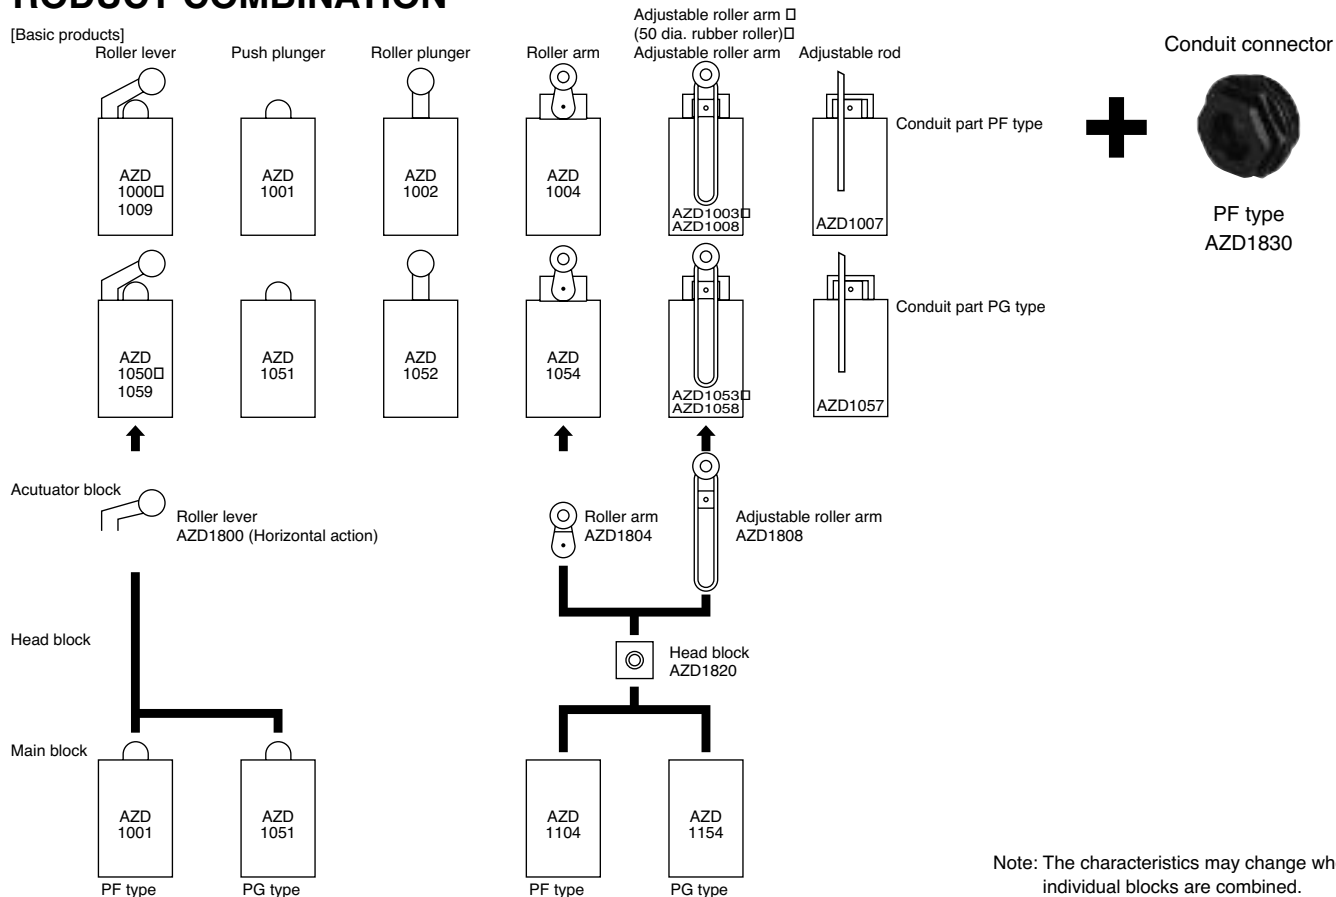 RODUCT COMBINATION
[Basic products]
Roller lever
Push plunger
Roller plunger
Roller arm
Adjustable roller arm □
(50 dia. rubber roller)□
Adjustable roller arm
Adjustable rod
Conduit connector
AZD
1000□
1009
AZD
1001
AZD
1002
AZD
1004
AZD1003□
AZD1008
AZD1007
Conduit part PF type
PF type
AZD1830
AZD
1050□
1059
AZD
1051
AZD
1052
AZD
1054
AZD1053□
AZD1058
AZD1057
Conduit part PG type
Acutuator block
Roller lever
AZD1800 (Horizontal action)
Roller arm
AZD1804
Adjustable roller arm
AZD1808
Head block
Head block
AZD1820
Main block
AZD
1001
AZD
1051
AZD
1104
AZD
1154
PF type
PG type
PF type
PG type
Note: The characteristics may change wh
individual blocks are combined.